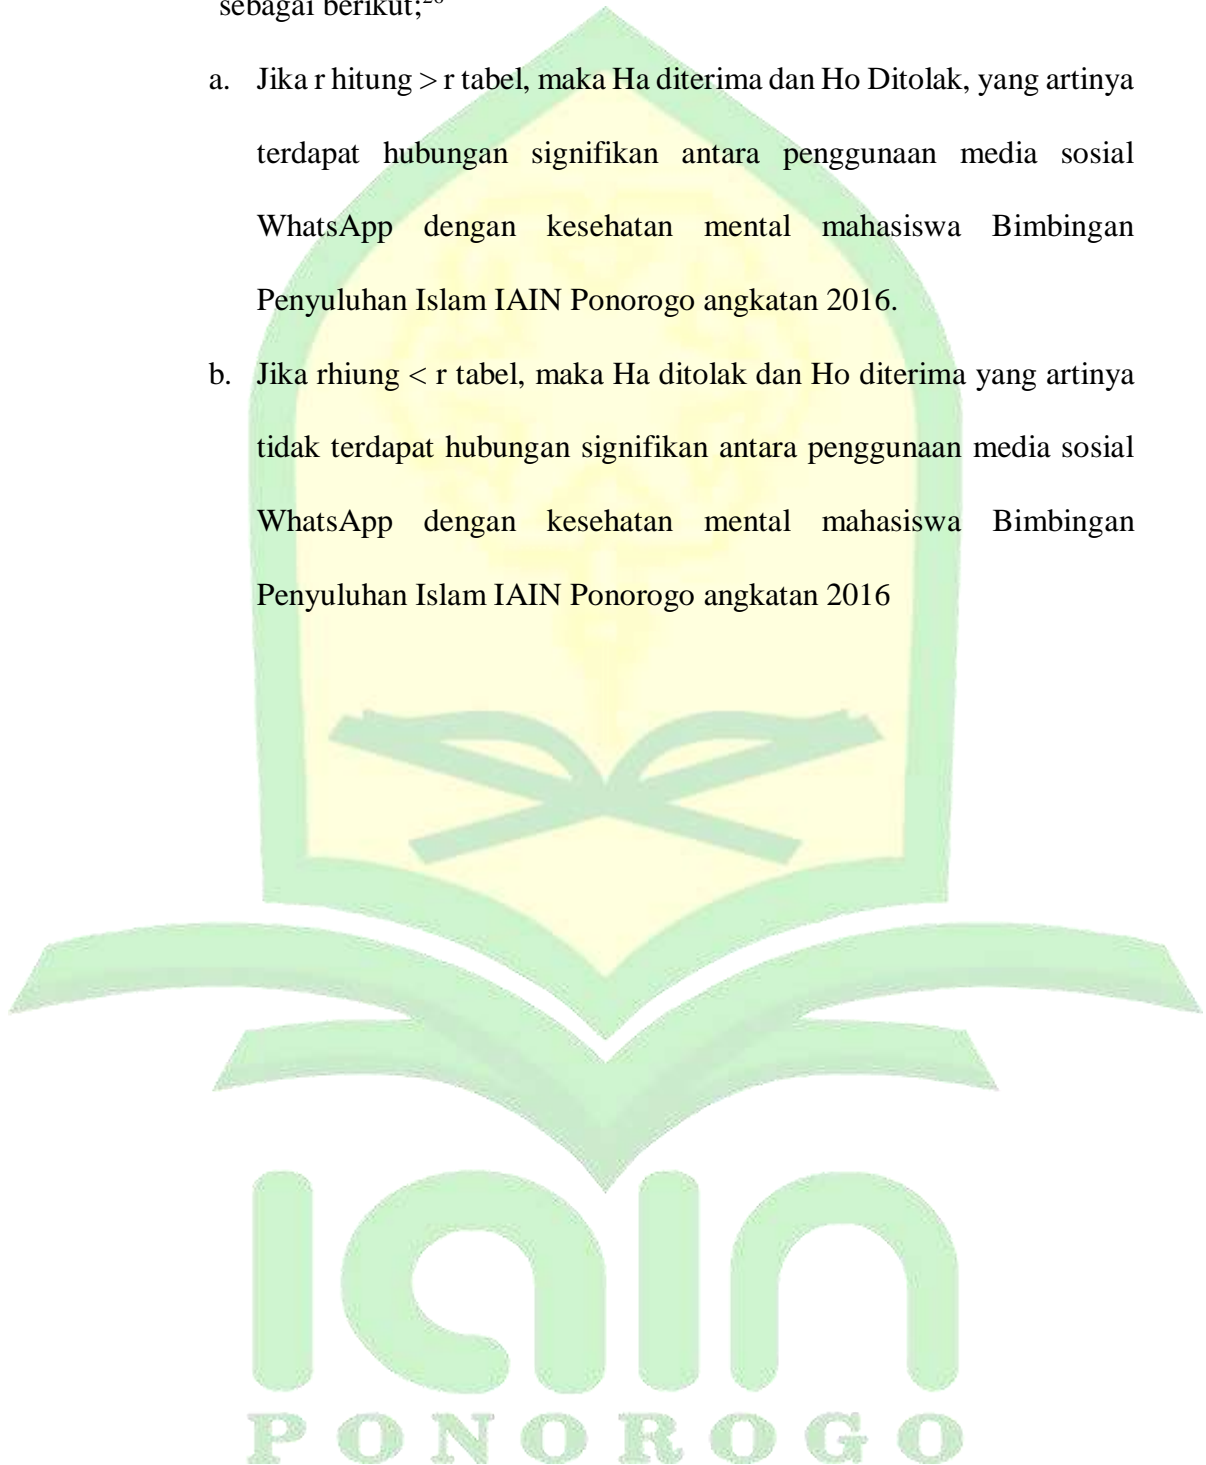 sebagai berikut;
a. Jika r hitung > r tabel, maka Ha diterima dan Ho Ditolak, yang artinya
terdapat hubungan signifikan antara penggunaan media sosial
WhatsApp dengan kesehatan mental mahasiswa Bimbingan
Penyuluhan Islam IAIN Ponorogo angkatan 2016.
b. Jika rhiung < r tabel, maka Ha ditolak dan Ho diterima yang artinya
tidak terdapat hubungan signifikan antara penggunaan media sosial
WhatsApp dengan kesehatan mental mahasiswa Bimbingan
Penyuluhan Islam IAIN Ponorogo angkatan 2016
iain
PONOROGO